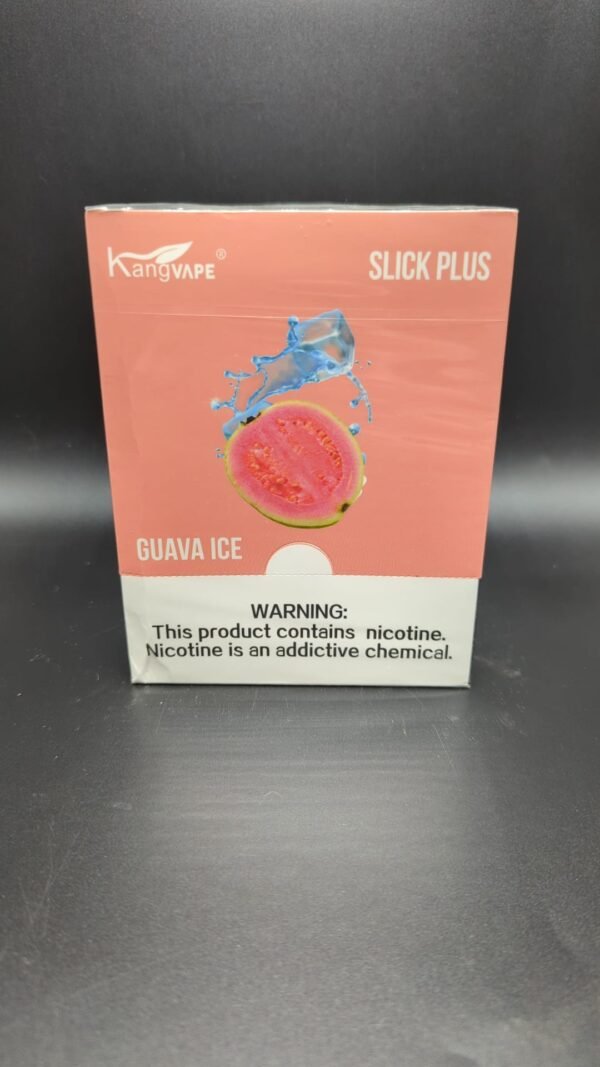 KangVAPE®
SLICK PLUS
GUAVA ICE
WARNING:
This product contains nicotine.
Nicotine is an addictive chemical.